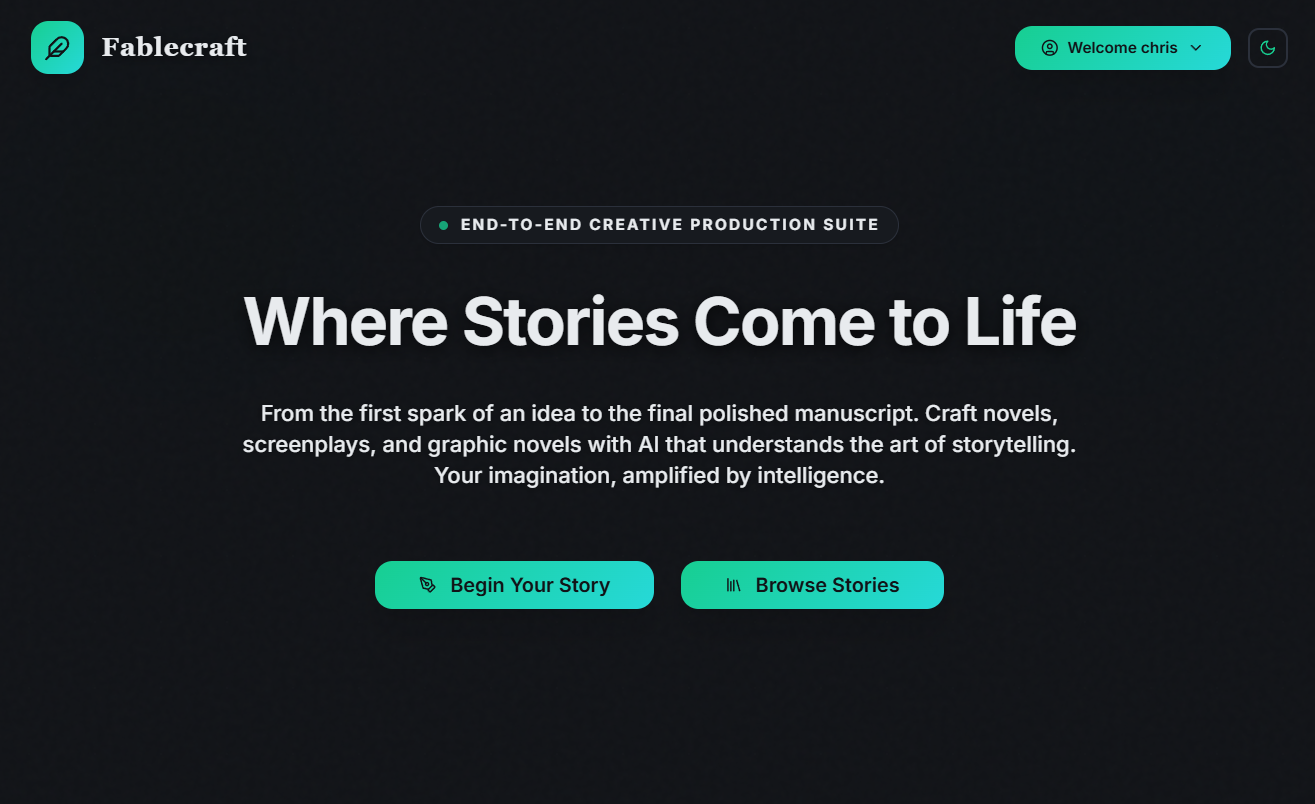 Fablecraft
Welcome chris
END-TO-END CREATIVE PRODUCTION SUITE
Where Stories Come to Life
From the first spark of an idea to the final polished manuscript. Craft novels,
screenplays, and graphic novels with AI that understands the art of storytelling.
Your imagination, amplified by intelligence.
Begin Your Story
Browse Stories